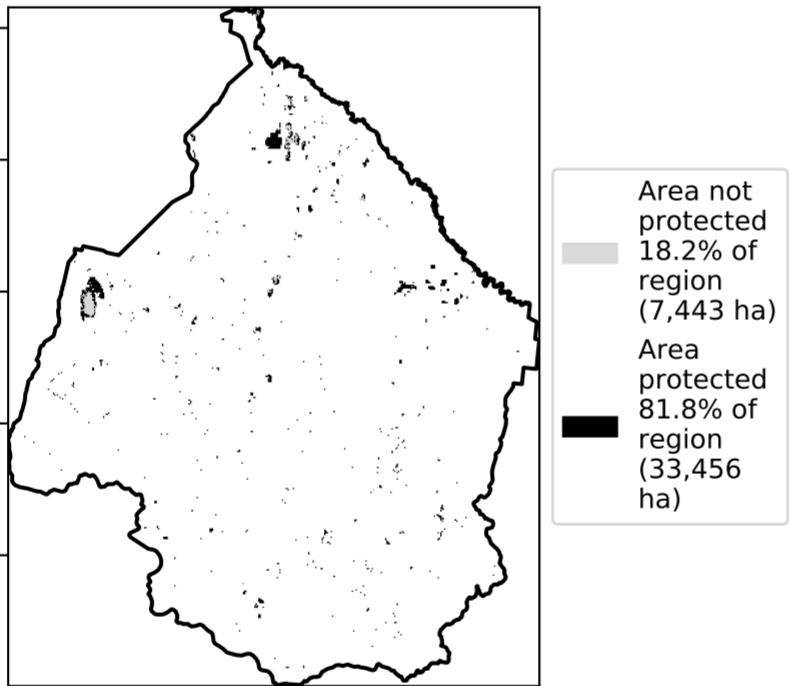 Area not
protected
18.2% of
region
(7,443 ha)
Area
protected
81.8% of
region
(33,456
ha)